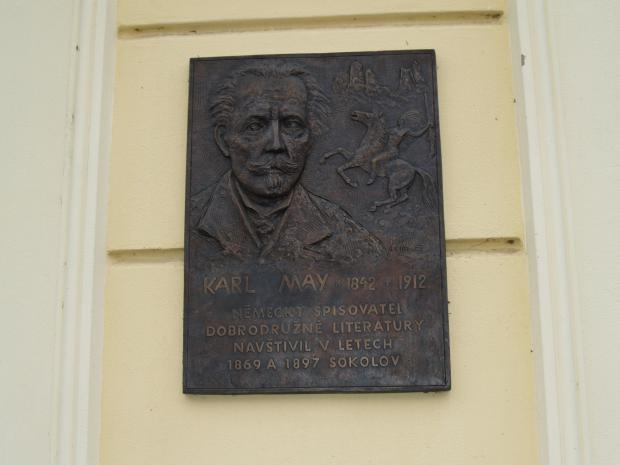 KARL MAY * 1842 † 1912
NĚMECKÝ SPISOVATEL
DOBRODRUŽNÉ LITERATURY
NAVŠTÍVIL V LETECH
1869 A 1897 SOKOLOV